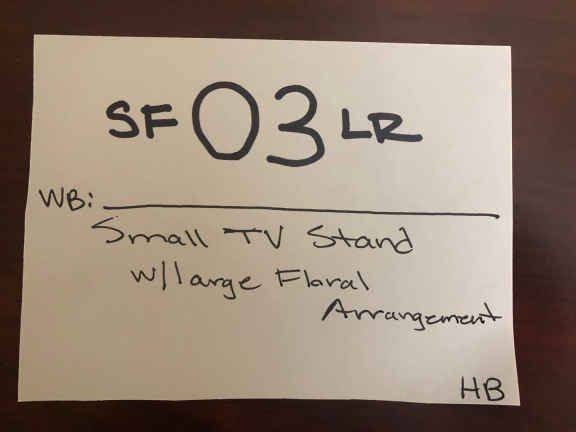 SF 03 LR
WB:
Small TV Stand
w/ large Floral
Arrangement
HB